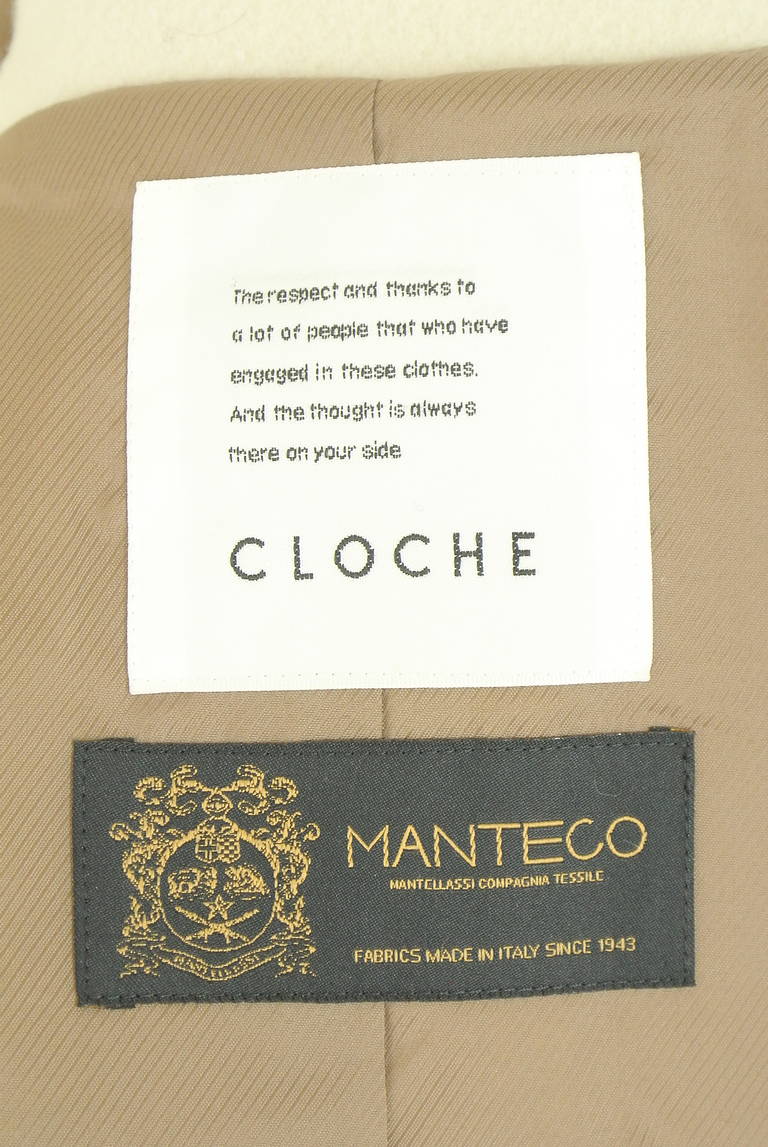 The respect and thanks to
a lot of people that who have
engaged in these clothes.
And the thought is always
there on your side
CLOCHE
MANTECO
MANTELLASSI COMPAGNIA TESSILE
FABRICS MADE IN ITALY SINCE 1943
MANTELLASSI